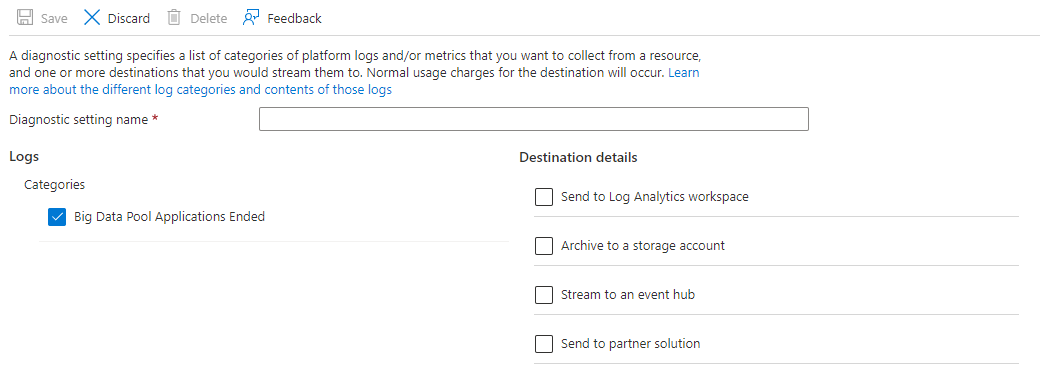 Save Discard Delete Feedback
A diagnostic setting specifies a list of categories of platform logs and/or metrics that you want to collect from a resource,
and one or more destinations that you would stream them to. Normal usage charges for the destination will occur. Learn
more about the different log categories and contents of those logs
Diagnostic setting name *
Logs
Categories
Big Data Pool Applications Ended
Destination details
Send to Log Analytics workspace
Archive to a storage account
Stream to an event hub
Send to partner solution